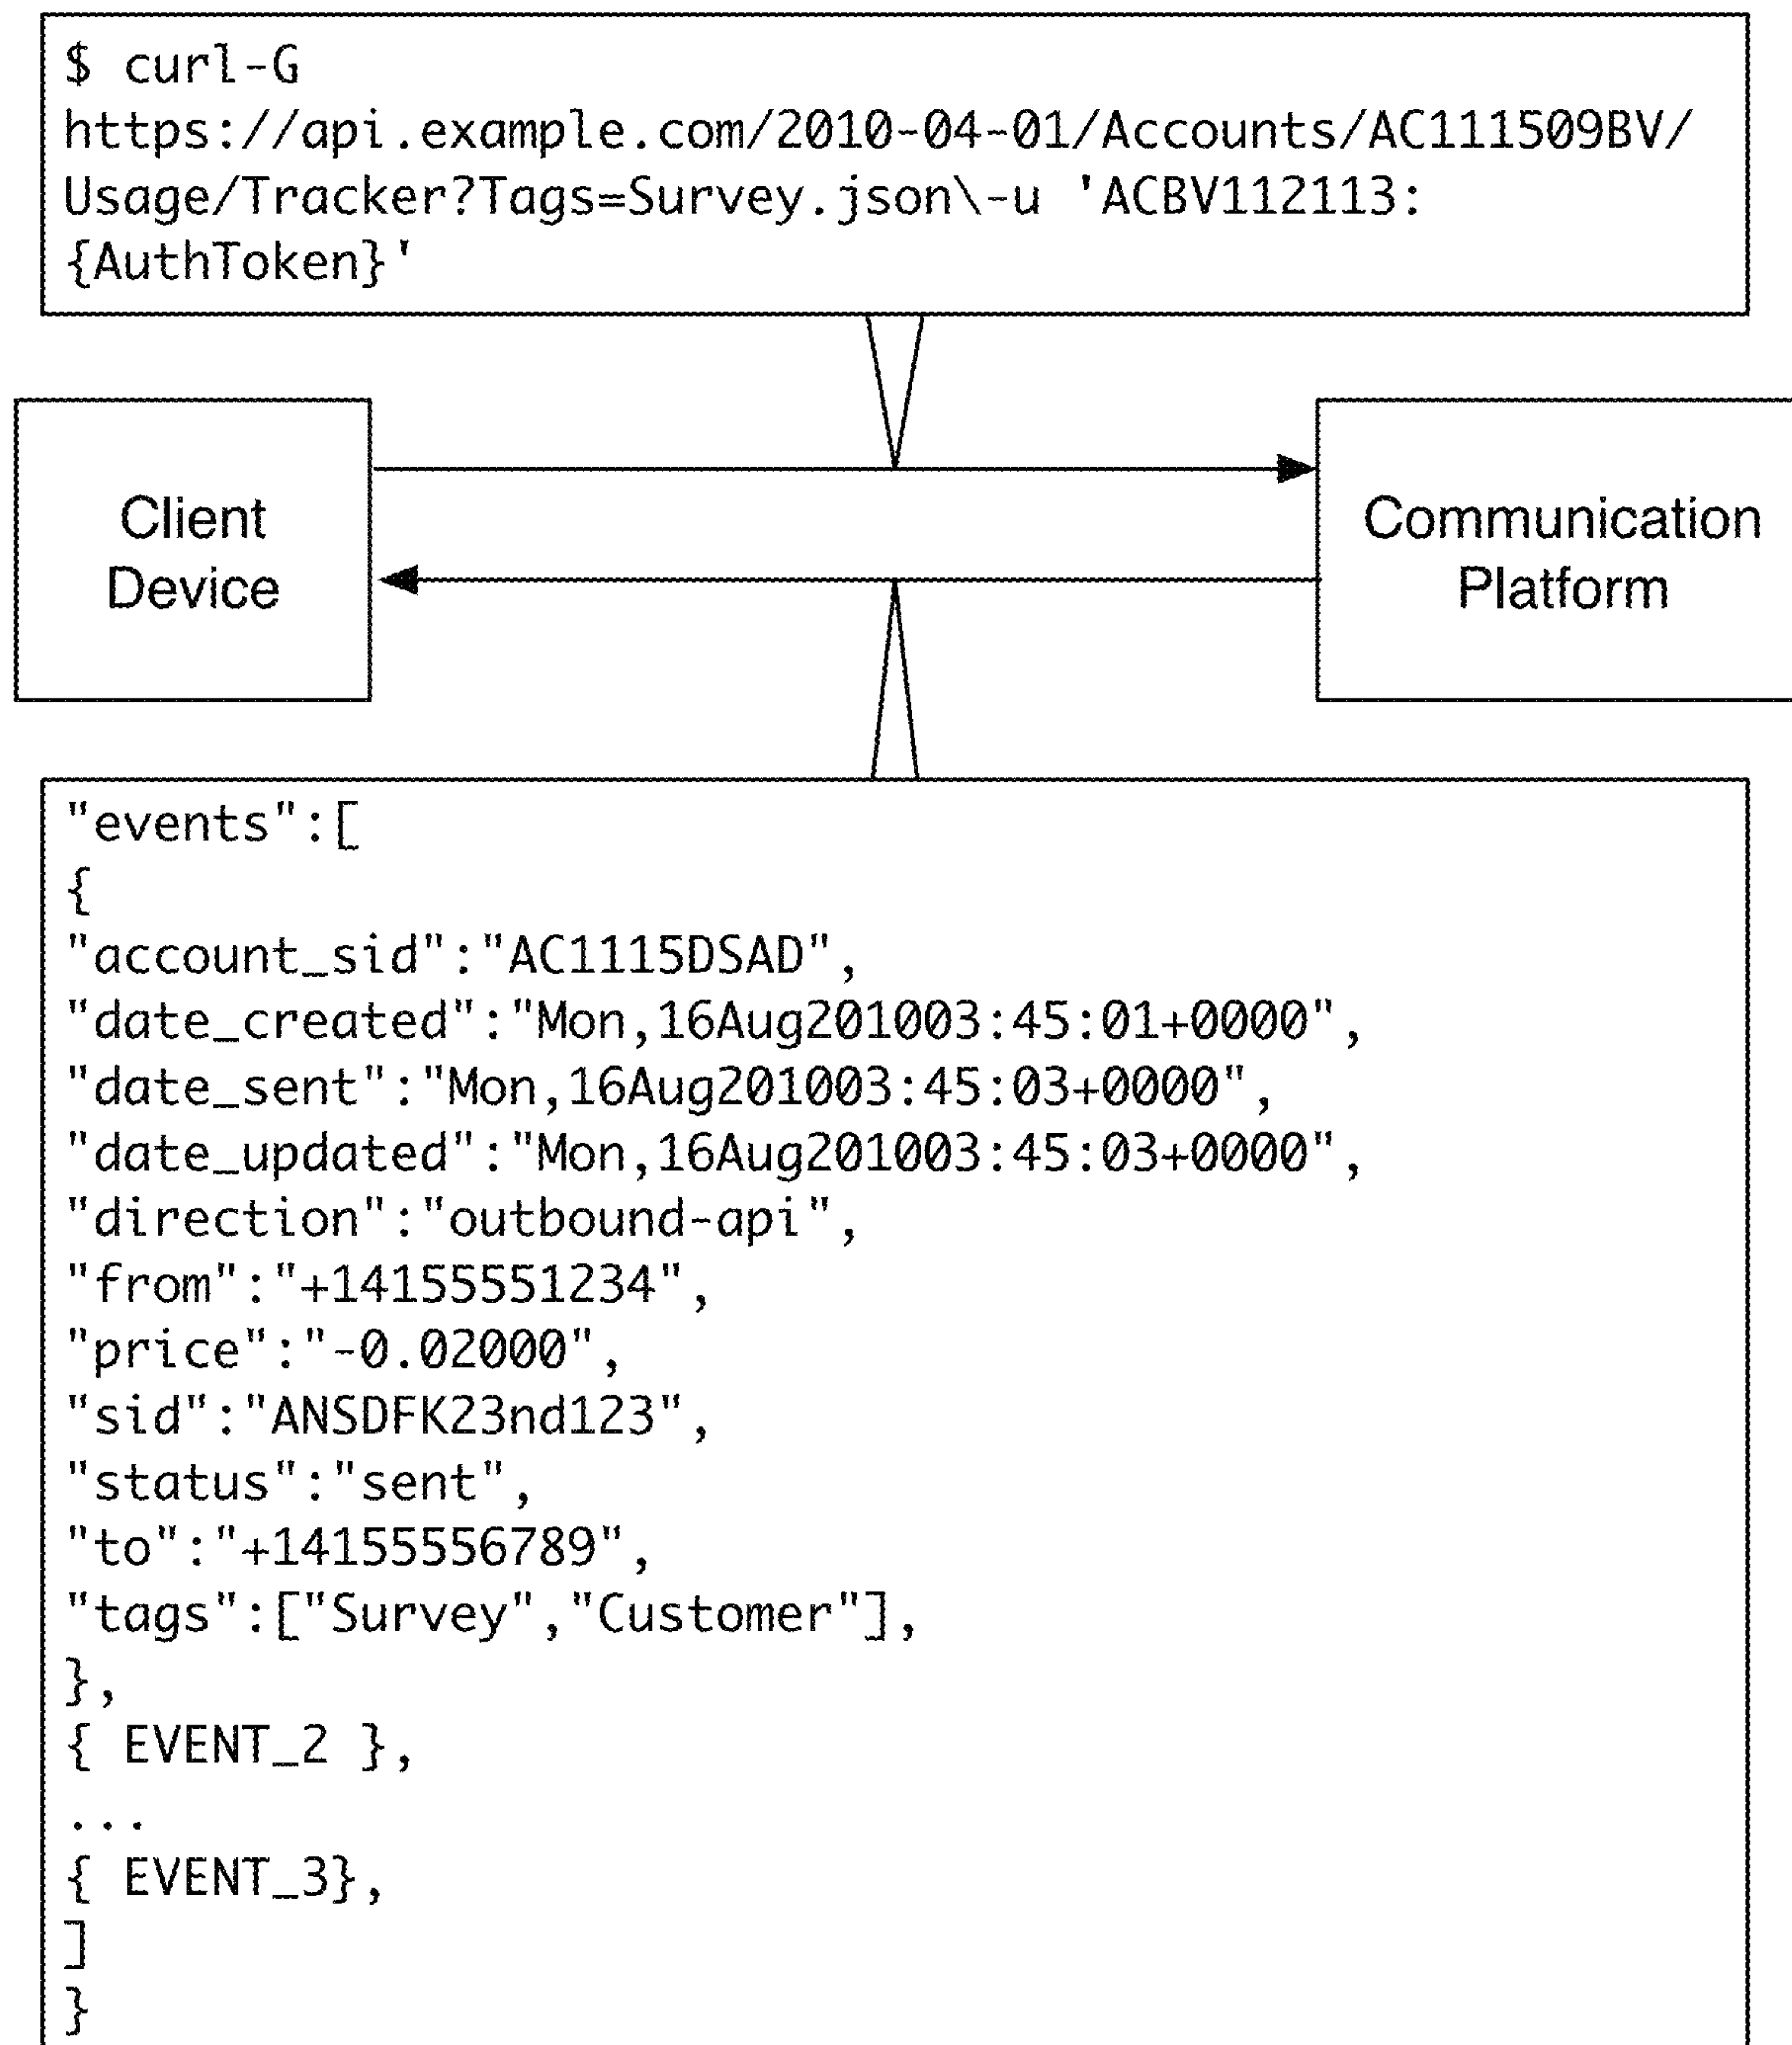 $ curl-G
https://api.example.com/2010-04-01/Accounts/AC111509BV/
Usage/Tracker?Tags=Survey.json\-u 'ACBV112113:
{AuthToken}'
Client
Device
Communication
Platform
"events":[
{
"account_sid":"AC1115DSAD",
"date_created":"Mon,16Aug201003:45:01+0000",
"date_sent":"Mon,16Aug201003:45:03+0000",
"date_updated":"Mon,16Aug201003:45:03+0000",
"direction":"outbound-api",
"from":"+14155551234",
"price":"-0.02000",
"sid":"ANSDFK23nd123",
"status":"sent",
"to":"+14155556789",
"tags":["Survey","Customer"],
},
{ EVENT_2 },
...
{ EVENT_3},
]
}